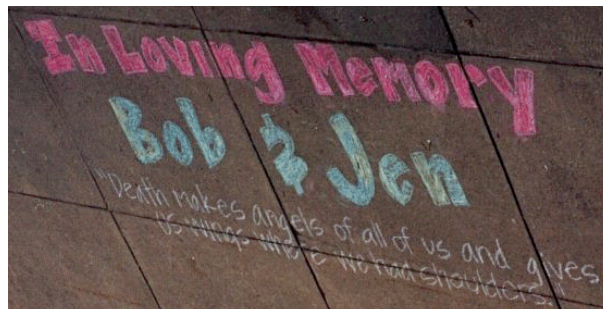 In Loving Memory
Bob & Jen
"Death makes angels of all of us and gives
us wings where we had shoulders."